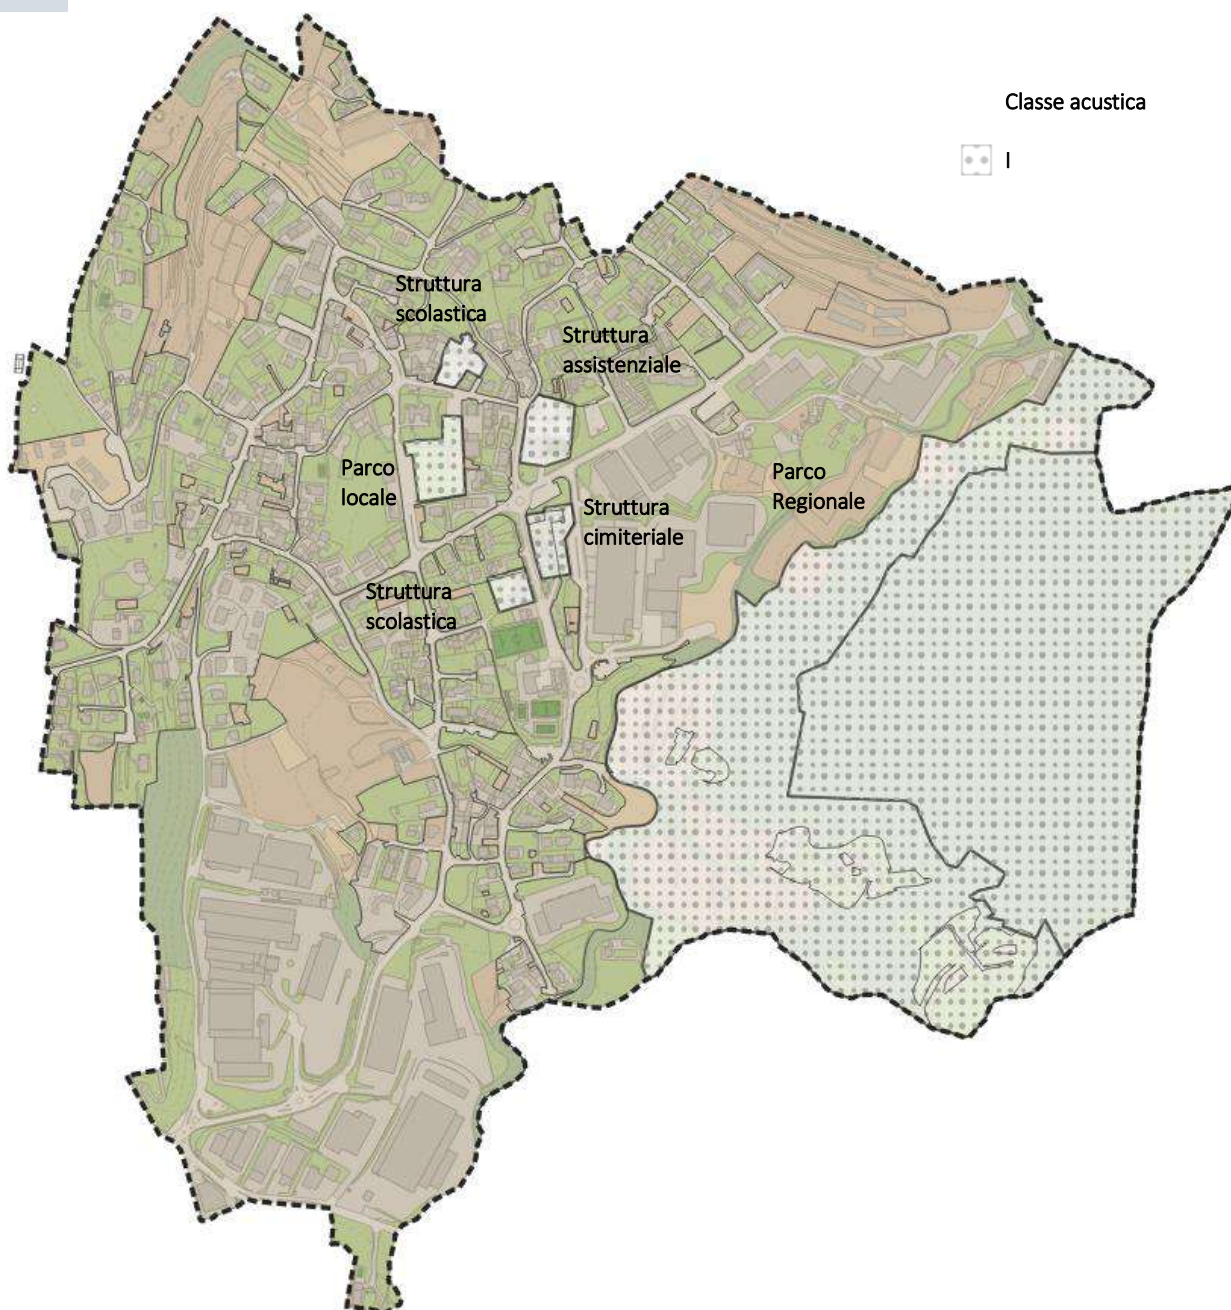 Classe acustica
I
Struttura
scolastica
Struttura
assistenziale
Parco
locale
Parco
Regionale
Struttura
cimiteriale
Struttura
scolastica